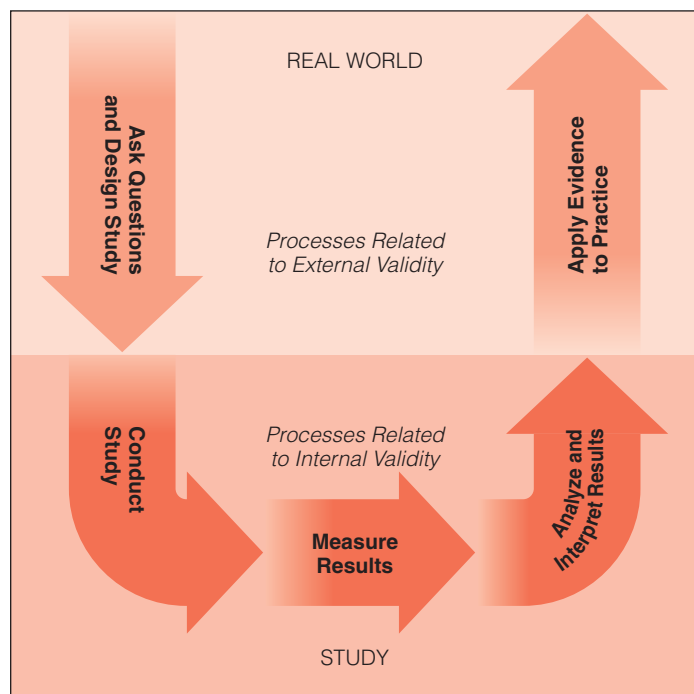 REAL WORLD
Ask Questions
and Design Study
Processes Related
to External Validity
Apply Evidence
to Practice
Conduct
Study
Processes Related
to Internal Validity
Measure
Results
Analyze and
Interpret Results
STUDY